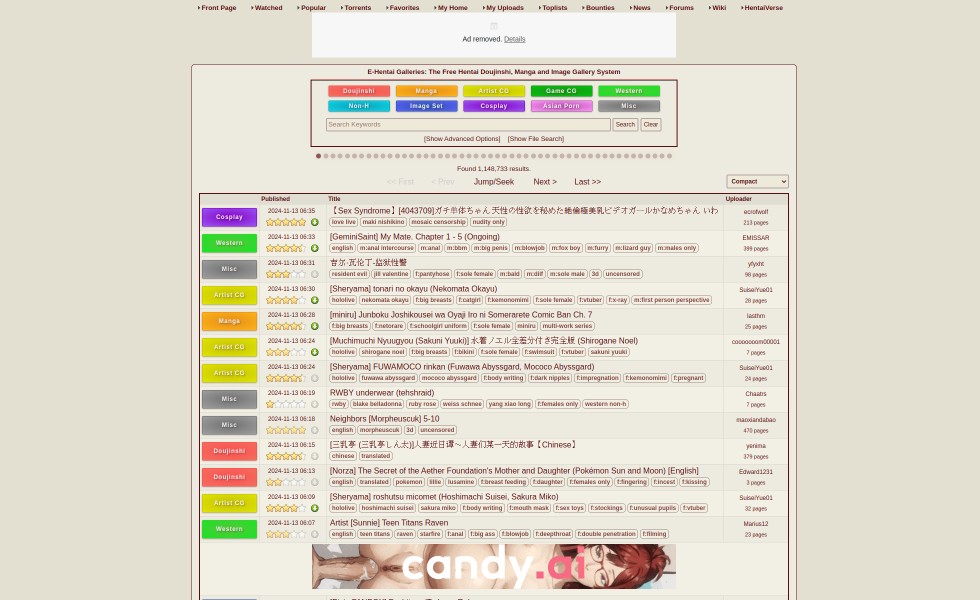 Front Page Watched Popular Torrents Favorites My Home My Uploads Toplists Bounties News Forums Wiki HentaiVerse
Ad removed. Details
E-Hentai Galleries: The Free Hentai Doujinshi, Manga and Image Gallery System
Doujinshi Manga Artist CG Game CG Western
Non-H Image Set Cosplay Asian Porn Misc
Search Keywords Search Clear
[Show Advanced Options] [Show File Search]
Found 1,148,733 results.
<< First < Prev Jump/Seek Next > Last >> Compact
Published Title Uploader
Cosplay 2024-11-13 06:35 【Sex Syndrome】[4043709]ガチ単体ちゃん 天性の性欲を秘めた絶倫極美乳ビデオガールかなめちゃん いわ ecrofwolf
love live maki nishikino mosaic censorship nudity only 213 pages
Western 2024-11-13 06:33 [GeminiSaint] My Mate. Chapter 1 - 5 (Ongoing) EMISSAR
english m:anal intercourse m:anal m:bbm m:big penis m:blowjob m:fox boy m:furry m:lizard guy m:males only 399 pages
Misc 2024-11-13 06:31 吉尔·瓦伦丁-监狱性警 yfyxht
resident evil jill valentine f:pantyhose f:sole female m:bald m:dilf m:sole male 3d uncensored 98 pages
Artist CG 2024-11-13 06:30 [Sheryama] tonari no okayu (Nekomata Okayu) SuiseiYue01
hololive nekomata okayu f:big breasts f:catgirl f:kemonomimi f:sole female f:vtuber f:x-ray m:first person perspective 28 pages
Manga 2024-11-13 06:28 [miniru] Junboku Joshikousei wa Oyaji Iro ni Somerarete Comic Ban Ch. 7 lasthm
f:big breasts f:netorare f:schoolgirl uniform f:sole female miniru multi-work series 25 pages
Artist CG 2024-11-13 06:24 [Muchimuchi Nyuugyou (Sakuni Yuuki)] 水着ノエル全差分付き完全版 (Shirogane Noel) cooooooom00001
hololive shirogane noel f:big breasts f:bikini f:sole female f:swimsuit f:vtuber sakuni yuuki 7 pages
Artist CG 2024-11-13 06:24 [Sheryama] FUWAMOCO rinkan (Fuwawa Abyssgard, Mococo Abyssgard) SuiseiYue01
hololive fuwawa abyssgard mococo abyssgard f:body writing f:dark nipples f:impregnation f:kemonomimi f:pregnant 24 pages
Misc 2024-11-13 06:19 RWBY underwear (tehshraid) Chaatrs
rwby blake belladonna ruby rose weiss schnee yang xiao long f:females only western non-h 7 pages
Misc 2024-11-13 06:18 Neighbors [Morpheuscuk] 5-10 maoxiandabao
english morpheuscuk 3d uncensored 470 pages
Doujinshi 2024-11-13 06:15 [三乳亭 (三乳亭しん太)]人妻近日谭～人妻们某一天的故事【Chinese】 yenima
chinese translated 379 pages
Doujinshi 2024-11-13 06:13 [Norza] The Secret of the Aether Foundation's Mother and Daughter (Pokémon Sun and Moon) [English] Edward1231
english translated pokemon lillie lusamine f:breast feeding f:daughter f:females only f:fingering f:incest f:kissing 3 pages
Artist CG 2024-11-13 06:09 [Sheryama] roshutsu micomet (Hoshimachi Suisei, Sakura Miko) SuiseiYue01
hololive hoshimachi suisei sakura miko f:body writing f:mouth mask f:sex toys f:stockings f:unusual pupils f:vtuber 32 pages
Western 2024-11-13 06:07 Artist [Sunnie] Teen Titans Raven Marius12
english teen titans raven starfire f:anal f:big ass f:blowjob f:deepthroat f:double penetration f:filming 23 pages
candy.ai